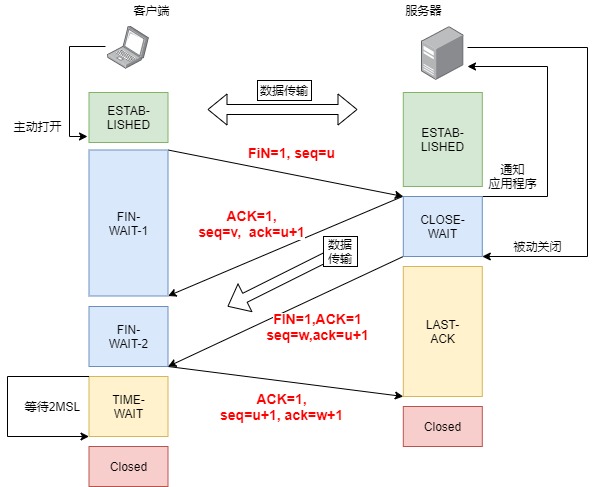 客户端
服务器
数据传输
ESTAB-
LISHED
ESTAB-
LISHED
主动打开
FiN=1, seq=u
通知
应用程序
FIN-
WAIT-1
ACK=1,
seq=v, ack=u+1
CLOSE-
WAIT
数据
传输
被动关闭
FIN=1,ACK=1
seq=w,ack=u+1
FIN-
WAIT-2
LAST-
ACK
等待2MSL
TIME-
WAIT
ACK=1,
seq=u+1, ack=w+1
Closed
Closed